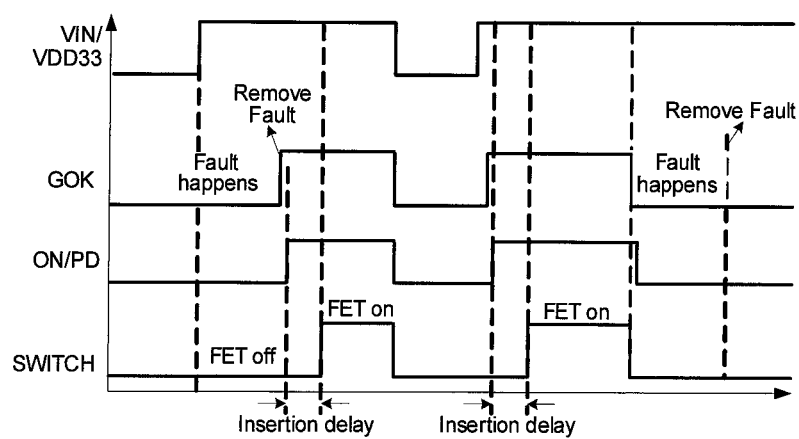 VIN/
VDD33
Remove
Fault
Remove Fault
Fault
happens
Fault
happens
GOK
ON/PD
FET on
FET on
FET off
SWITCH
Insertion delay
Insertion delay